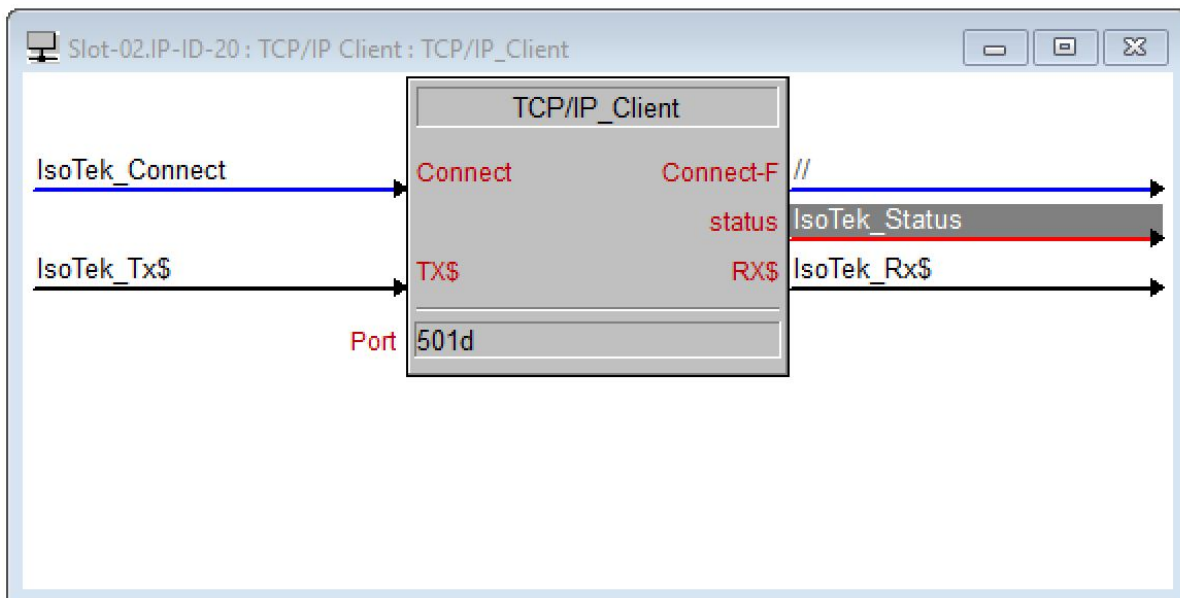 Slot-02.IP-ID-20 : TCP/IP Client : TCP/IP_Client
TCP/IP_Client
IsoTek_Connect Connect Connect-F //
status IsoTek_Status
IsoTek_Tx$ TX$ RX$ IsoTek_Rx$
Port 501d